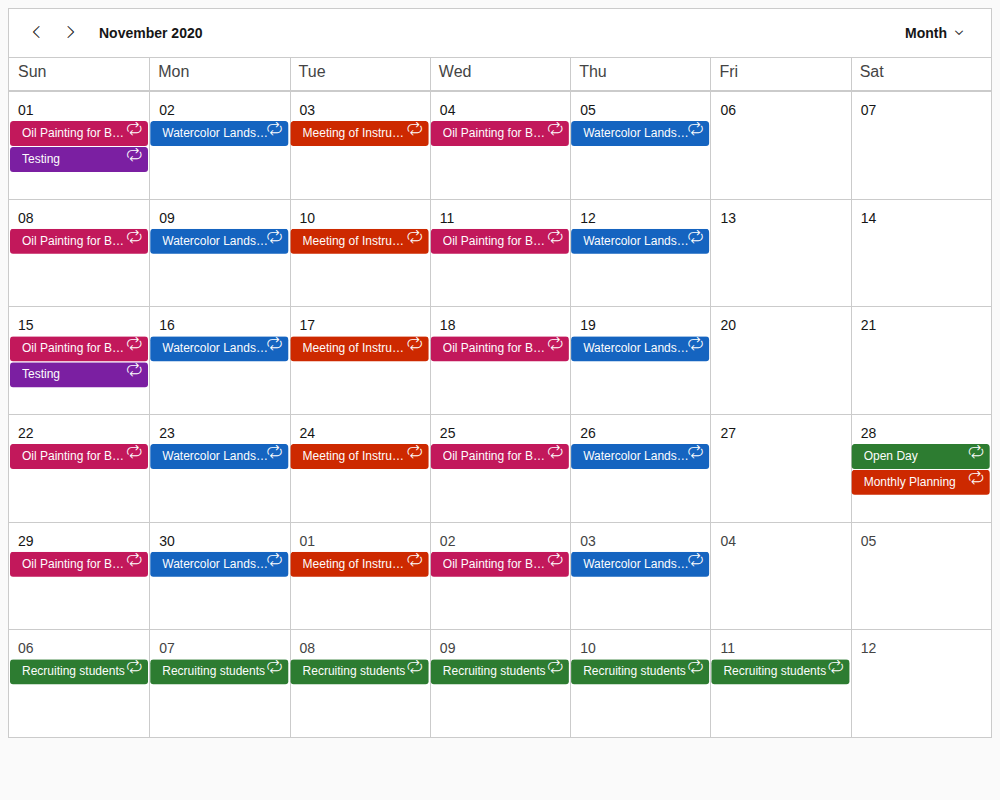 November 2020 Month
Sun Mon Tue Wed Thu Fri Sat
01 02 03 04 05 06 07
Oil Painting for B… Watercolor Lands… Meeting of Instru… Oil Painting for B… Watercolor Lands…
Testing
08 09 10 11 12 13 14
Oil Painting for B… Watercolor Lands… Meeting of Instru… Oil Painting for B… Watercolor Lands…
15 16 17 18 19 20 21
Oil Painting for B… Watercolor Lands… Meeting of Instru… Oil Painting for B… Watercolor Lands…
Testing
22 23 24 25 26 27 28
Oil Painting for B… Watercolor Lands… Meeting of Instru… Oil Painting for B… Watercolor Lands… Open Day
Monthly Planning
29 30 01 02 03 04 05
Oil Painting for B… Watercolor Lands… Meeting of Instru… Oil Painting for B… Watercolor Lands…
06 07 08 09 10 11 12
Recruiting students Recruiting students Recruiting students Recruiting students Recruiting students Recruiting students